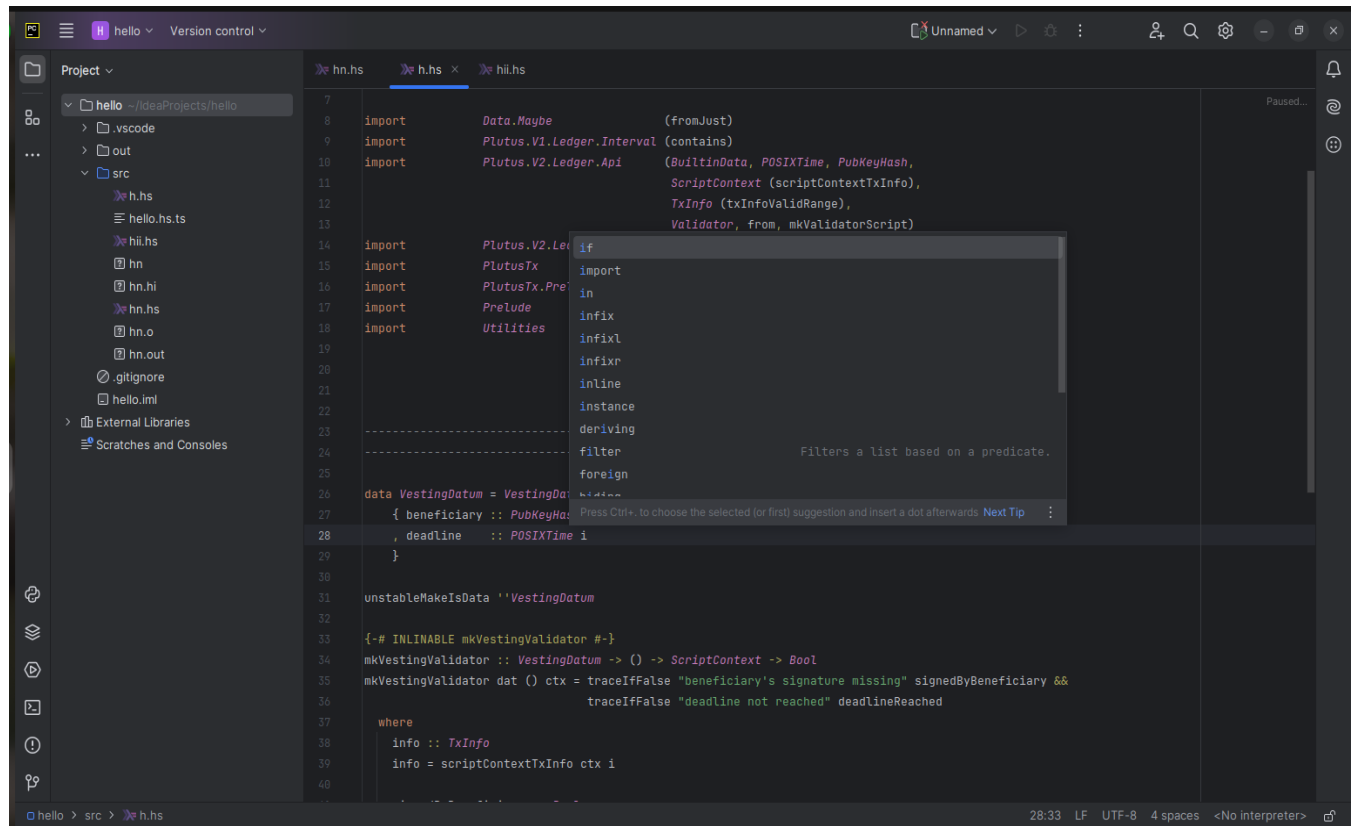 PC H hello Version control Unnamed
Project
hn.hs h.hs hii.hs
hello ~/IdeaProjects/hello
.vscode
out
src
h.hs
hello.hs.ts
hii.hs
hn
hn.hi
hn.hs
hn.o
hn.out
.gitignore
hello.iml
External Libraries
Scratches and Consoles
Paused...
7
8 import Data.Maybe (fromJust)
9 import Plutus.V1.Ledger.Interval (contains)
10 import Plutus.V2.Ledger.Api (BuiltinData, POSIXTime, PubKeyHash,
11 ScriptContext (scriptContextTxInfo),
12 TxInfo (txInfoValidRange),
13 Validator, from, mkValidatorScript)
14 import Plutus.V2.Led
15 import PlutusTx
16 import PlutusTx.Pre
17 import Prelude
18 import Utilities
19
20
21
22
23 ------------------------------
24 ------------------------------
25
26 data VestingDatum = VestingDat
27 { beneficiary :: PubKeyHas
28 , deadline :: POSIXTime i
29 }
30
31 unstableMakeIsData ''VestingDatum
32
33 {-# INLINABLE mkVestingValidator #-}
34 mkVestingValidator :: VestingDatum -> () -> ScriptContext -> Bool
35 mkVestingValidator dat () ctx = traceIfFalse "beneficiary's signature missing" signedByBeneficiary &&
36 traceIfFalse "deadline not reached" deadlineReached
37 where
38 info :: TxInfo
39 info = scriptContextTxInfo ctx i
40
if
import
in
infix
infixl
infixr
inline
instance
deriving
filter Filters a list based on a predicate.
foreign
Press Ctrl+. to choose the selected (or first) suggestion and insert a dot afterwards Next Tip
hello > src > h.hs
28:33 LF UTF-8 4 spaces <No interpreter>